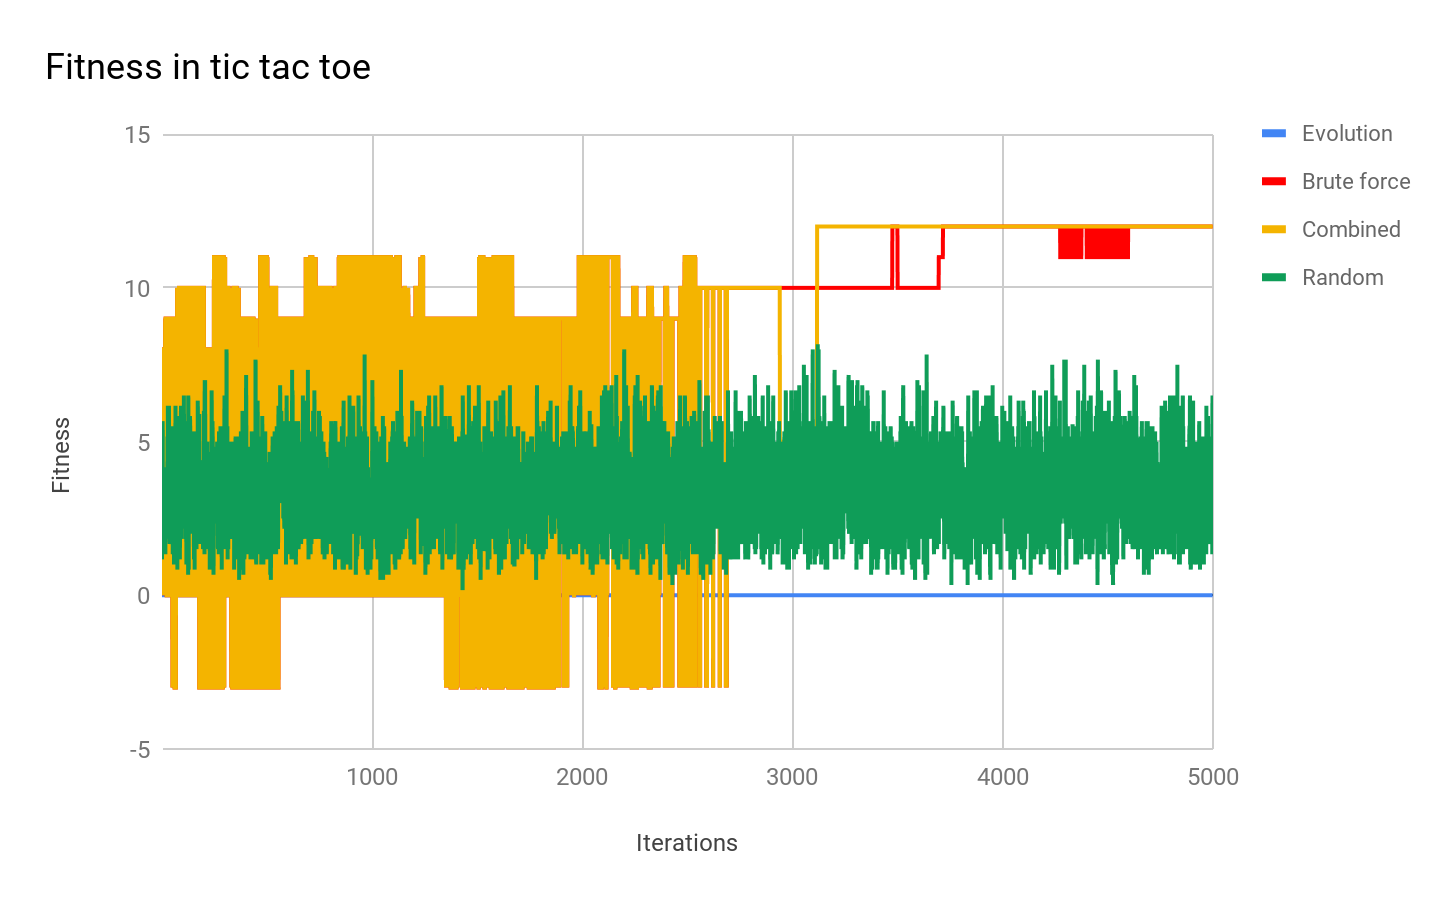 Fitness in tic tac toe
15
10
5
0
-5
Fitness
1000 2000 3000 4000 5000
Iterations
Evolution
Brute force
Combined
Random